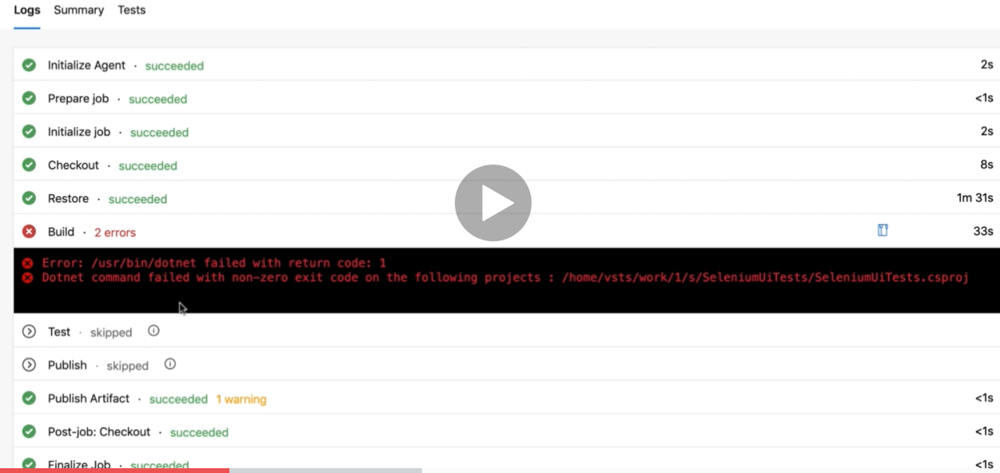 Logs Summary Tests
Initialize Agent · succeeded 2s
Prepare job · succeeded <1s
Initialize job · succeeded 2s
Checkout · succeeded 8s
Restore · succeeded 1m 31s
Build · 2 errors 33s
Error: /usr/bin/dotnet failed with return code: 1
Dotnet command failed with non-zero exit code on the following projects : /home/vsts/work/1/s/SeleniumUiTests/SeleniumUiTests.csproj
Test · skipped
Publish · skipped
Publish Artifact · succeeded 1 warning <1s
Post-job: Checkout · succeeded <1s
Finalize Job · succeeded <1s